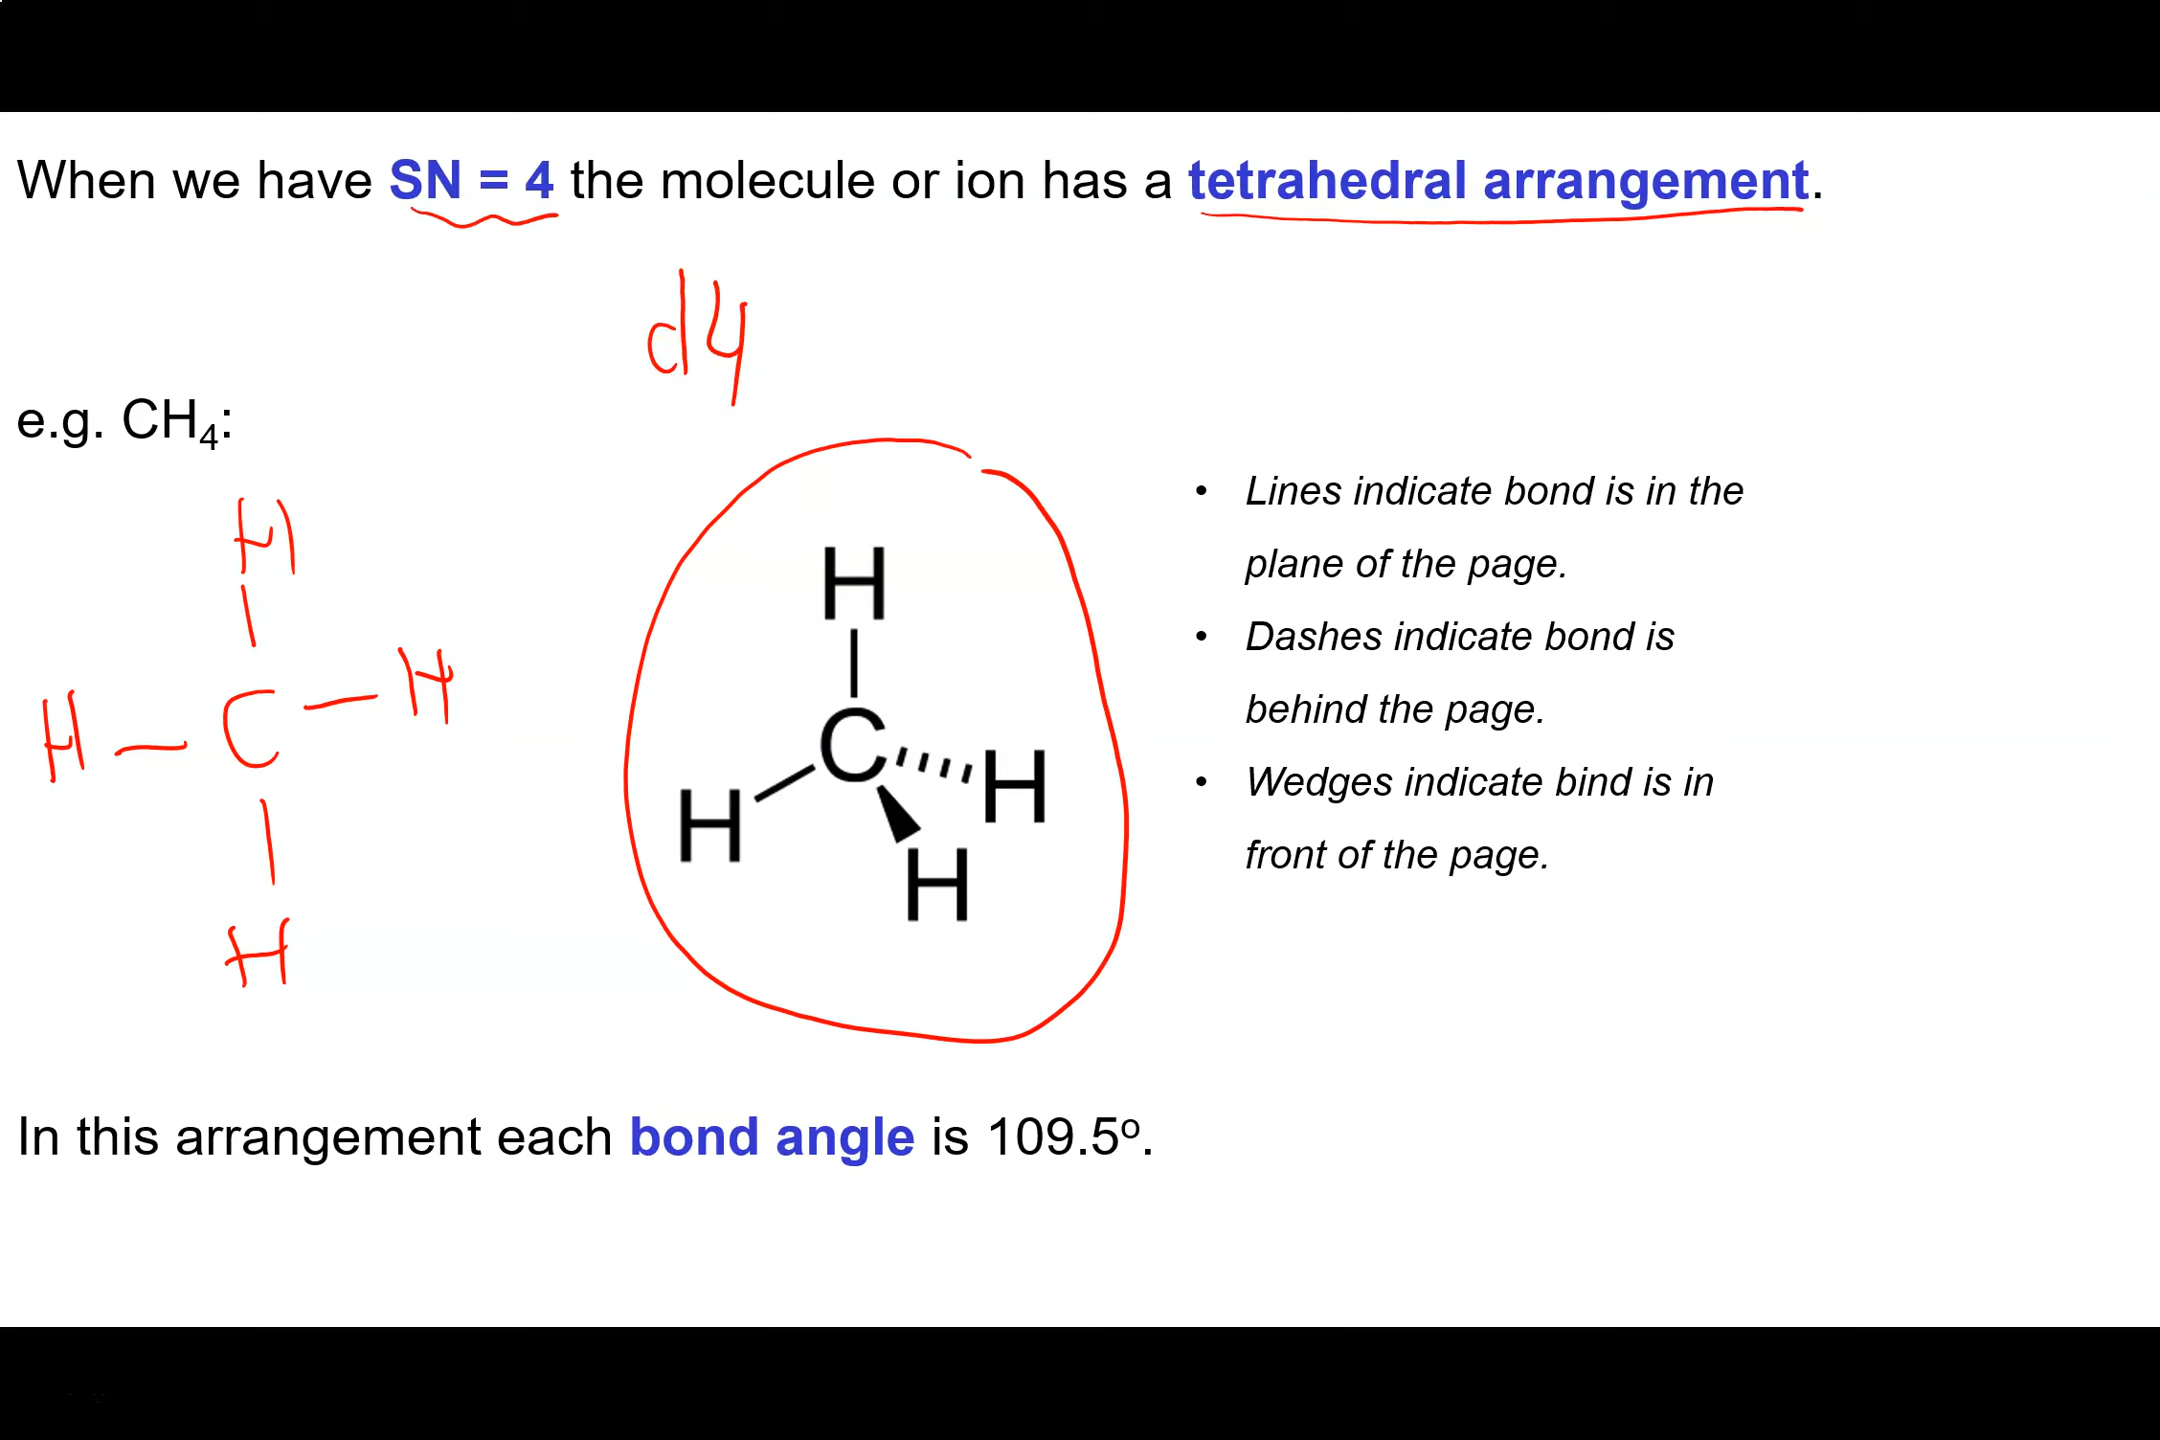 When we have SN = 4 the molecule or ion has a tetrahedral arrangement.
d4
e.g. CH₄:
H
H – C – H
H
H
C
H
H
H
• Lines indicate bond is in the
plane of the page.
• Dashes indicate bond is
behind the page.
• Wedges indicate bind is in
front of the page.
In this arrangement each bond angle is 109.5º.